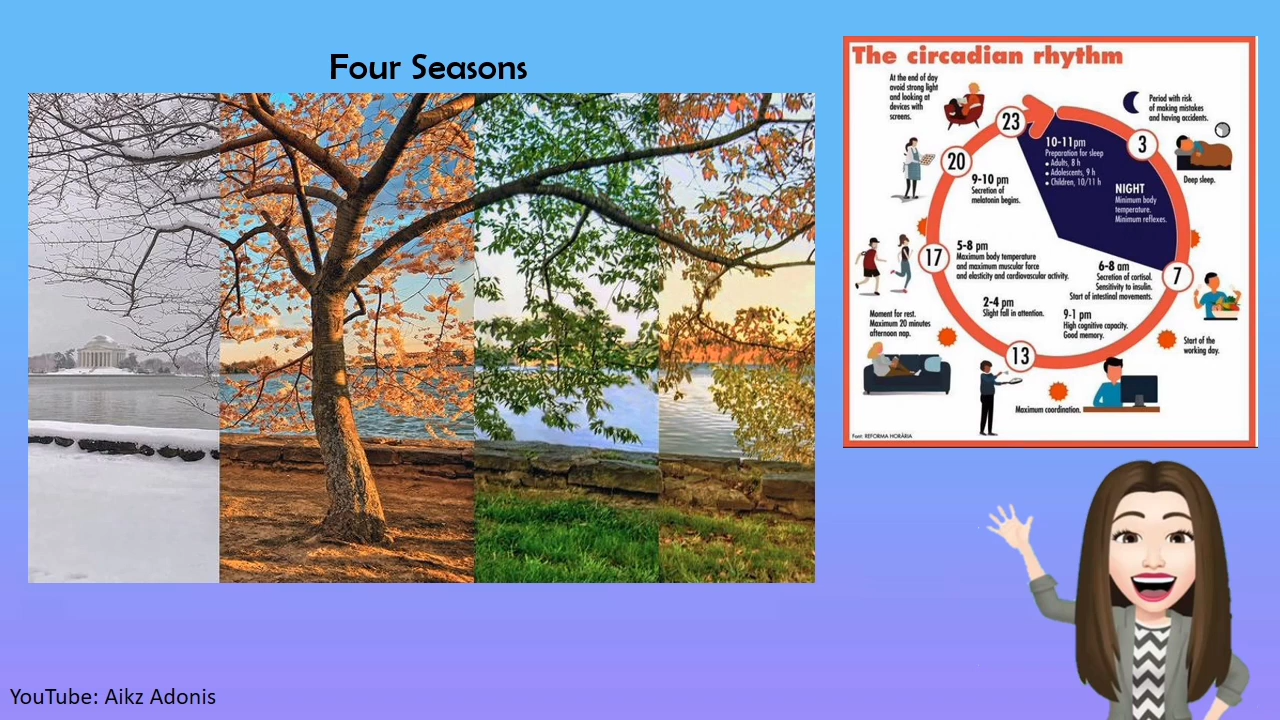 Four Seasons
The circadian rhythm
At the end of day
avoid strong light
and looking at
devices with
screens.
Period with risk
of making mistakes
and having accidents.
23
3
10-11pm
Preparation for sleep
• Adults, 8 h
• Adolescents, 9 h
• Children, 10/11 h
20
9-10 pm
Secretion of
melatonin begins.
Deep sleep.
NIGHT
Minimum body
temperature.
Minimum reflexes.
17
5-8 pm
Maximum body temperature
and maximum muscular force
and elasticity and cardiovascular activity.
6-8 am
Secretion of cortisol.
Sensitivity to insulin.
Start of intestinal movements.
7
2-4 pm
Slight fall in attention.
9-1 pm
High cognitive capacity.
Good memory.
Moment for rest.
Maximum 20 minutes
afternoon nap.
Start of the
working day.
13
Maximum coordination.
Font: REFORMA HORÀRIA
YouTube: Aikz Adonis